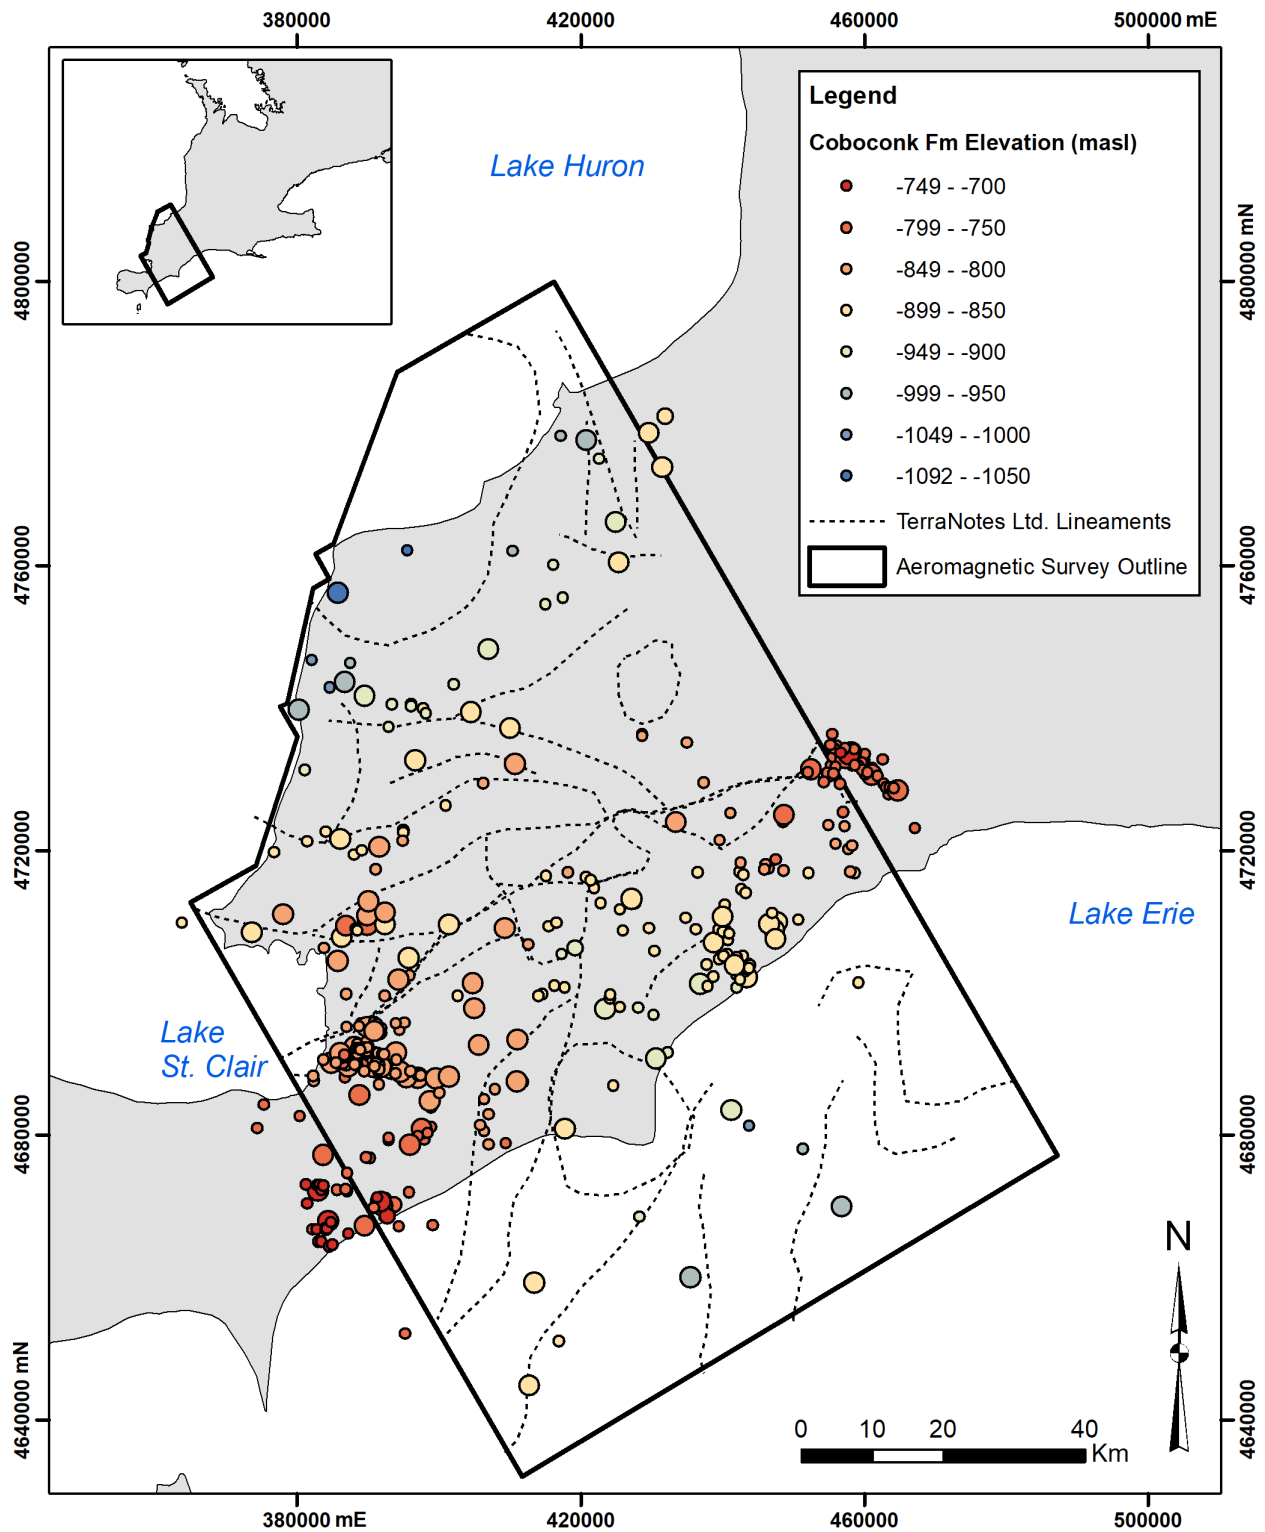 380000
420000
460000
500000 mE
Legend
Coboconk Fm Elevation (masl)
-749 - -700
-799 - -750
-849 - -800
-899 - -850
-949 - -900
-999 - -950
-1049 - -1000
-1092 - -1050
TerraNotes Ltd. Lineaments
Aeromagnetic Survey Outline
Lake Huron
4800000
4800000 mN
4760000
4760000
4720000
4720000
Lake Erie
Lake
St. Clair
4680000
4680000
N
4640000 mN
4640000
0
10
20
40
Km
380000 mE
420000
460000
500000